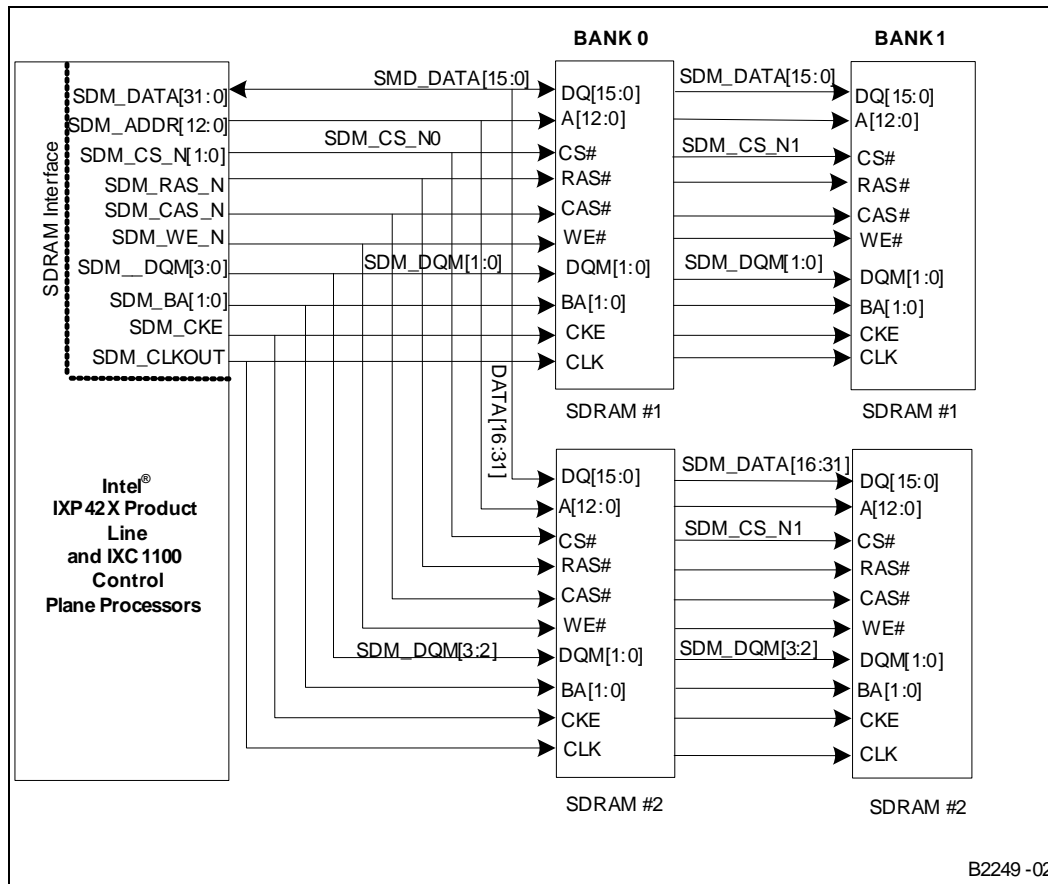 BANK 0
BANK 1
SDRAM Interface
SDM_DATA[31:0]
SDM_ADDR[12:0]
SDM_CS_N[1:0]
SDM_RAS_N
SDM_CAS_N
SDM_WE_N
SDM__DQM[3:0]
SDM_BA[1:0]
SDM_CKE
SDM_CLKOUT
SMD_DATA[15:0]
SDM_CS_N0
SDM_DQM[1:0]
DATA[16:31]
DQ[15:0]
A[12:0]
CS#
RAS#
CAS#
WE#
DQM[1:0]
BA[1:0]
CKE
CLK
SDRAM #1
SDM_DATA[15:0]
SDM_CS_N1
SDM_DQM[1:0]
DQ[15:0]
A[12:0]
CS#
RAS#
CAS#
WE#
DQM[1:0]
BA[1:0]
CKE
CLK
SDRAM #1
Intel®
IXP42X Product
Line
and IXC1100
Control
Plane Processors
SDM_DQM[3:2]
DQ[15:0]
A[12:0]
CS#
RAS#
CAS#
WE#
DQM[1:0]
BA[1:0]
CKE
CLK
SDRAM #2
SDM_DATA[16:31]
SDM_CS_N1
SDM_DQM[3:2]
DQ[15:0]
A[12:0]
CS#
RAS#
CAS#
WE#
DQM[1:0]
BA[1:0]
CKE
CLK
SDRAM #2
B2249 -02